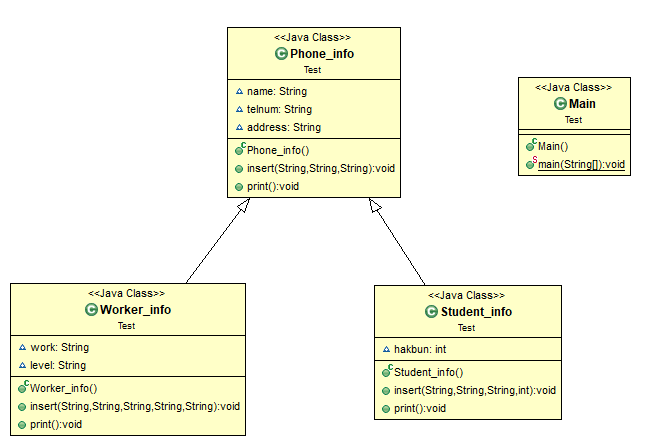 <<Java Class>>
Phone_info
Test
name: String
telnum: String
address: String
Phone_info()
insert(String,String,String):void
print():void
<<Java Class>>
Main
Test
Main()
main(String[]):void
<<Java Class>>
Worker_info
Test
work: String
level: String
Worker_info()
insert(String,String,String,String,String):void
print():void
<<Java Class>>
Student_info
Test
hakbun: int
Student_info()
insert(String,String,String,int):void
print():void